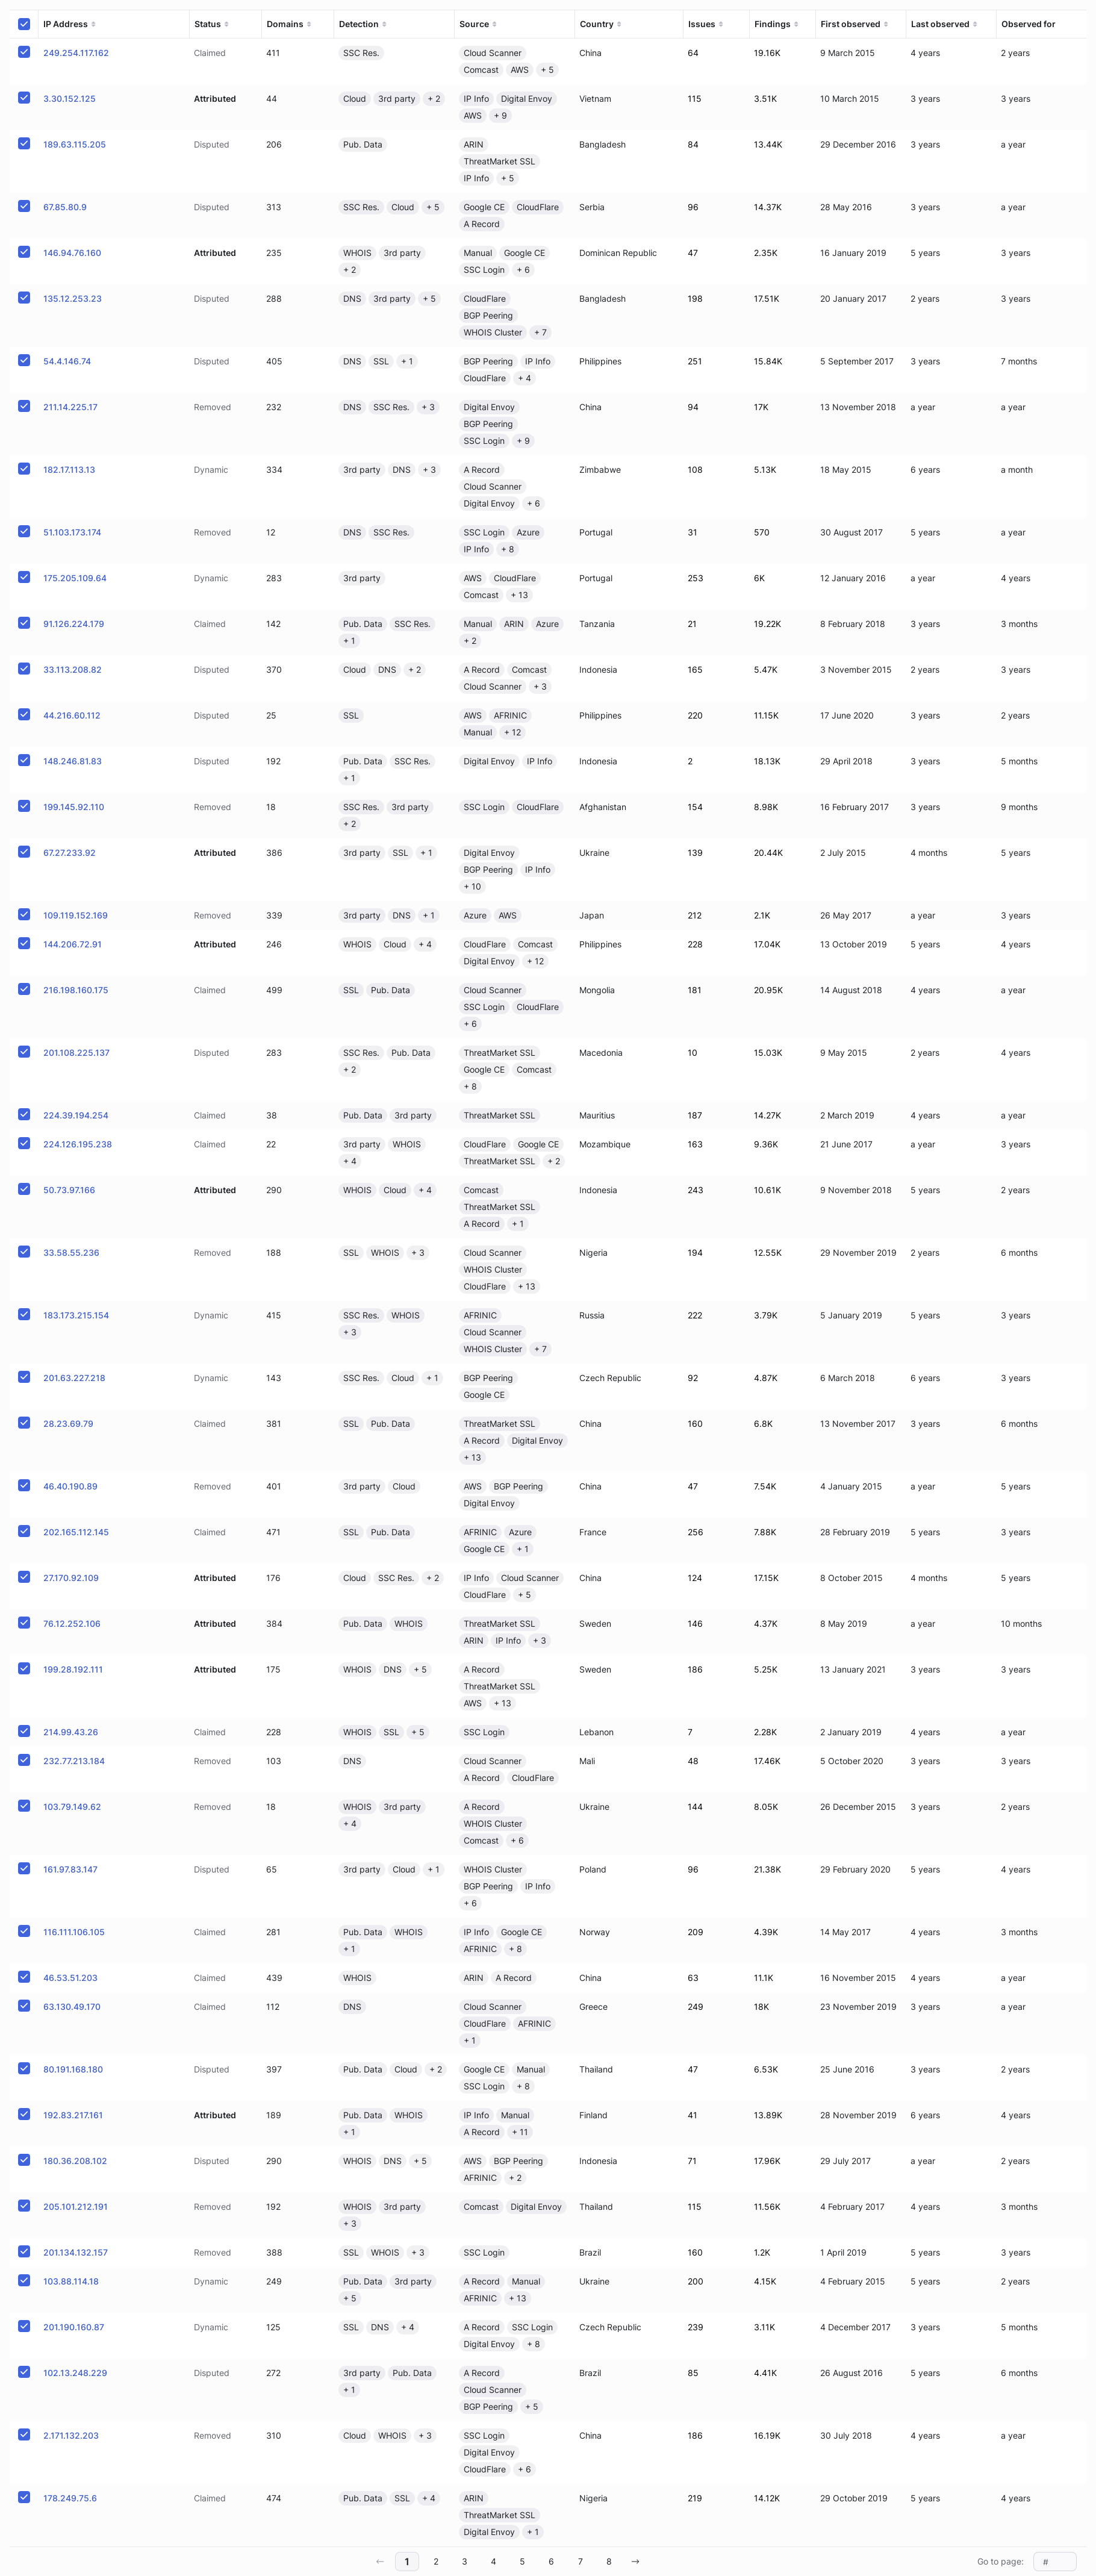 IP Address Status Domains Detection Source Country Issues Findings First observed Last observed Observed for
249.254.117.162 Claimed 411 SSC Res. Cloud Scanner China 64 19.16K 9 March 2015 4 years 2 years
Comcast AWS + 5
3.30.152.125 Attributed 44 Cloud 3rd party + 2 IP Info Digital Envoy Vietnam 115 3.51K 10 March 2015 3 years 3 years
AWS + 9
189.63.115.205 Disputed 206 Pub. Data ARIN Bangladesh 84 13.44K 29 December 2016 3 years a year
ThreatMarket SSL
IP Info + 5
67.85.80.9 Disputed 313 SSC Res. Cloud + 5 Google CE CloudFlare Serbia 96 14.37K 28 May 2016 3 years a year
A Record
146.94.76.160 Attributed 235 WHOIS 3rd party Manual Google CE Dominican Republic 47 2.35K 16 January 2019 5 years 3 years
+ 2 SSC Login + 6
135.12.253.23 Disputed 288 DNS 3rd party + 5 CloudFlare Bangladesh 198 17.51K 20 January 2017 2 years 3 years
BGP Peering
WHOIS Cluster + 7
54.4.146.74 Disputed 405 DNS SSL + 1 BGP Peering IP Info Philippines 251 15.84K 5 September 2017 3 years 7 months
CloudFlare + 4
211.14.225.17 Removed 232 DNS SSC Res. + 3 Digital Envoy China 94 17K 13 November 2018 a year a year
BGP Peering
SSC Login + 9
182.17.113.13 Dynamic 334 3rd party DNS + 3 A Record Zimbabwe 108 5.13K 18 May 2015 6 years a month
Cloud Scanner
Digital Envoy + 6
51.103.173.174 Removed 12 DNS SSC Res. SSC Login Azure Portugal 31 570 30 August 2017 5 years a year
IP Info + 8
175.205.109.64 Dynamic 283 3rd party AWS CloudFlare Portugal 253 6K 12 January 2016 a year 4 years
Comcast + 13
91.126.224.179 Claimed 142 Pub. Data SSC Res. Manual ARIN Azure Tanzania 21 19.22K 8 February 2018 3 years 3 months
+ 1 + 2
33.113.208.82 Disputed 370 Cloud DNS + 2 A Record Comcast Indonesia 165 5.47K 3 November 2015 2 years 3 years
Cloud Scanner + 3
44.216.60.112 Disputed 25 SSL AWS AFRINIC Philippines 220 11.15K 17 June 2020 3 years 2 years
Manual + 12
148.246.81.83 Disputed 192 Pub. Data SSC Res. Digital Envoy IP Info Indonesia 2 18.13K 29 April 2018 3 years 5 months
+ 1
199.145.92.110 Removed 18 SSC Res. 3rd party SSC Login CloudFlare Afghanistan 154 8.98K 16 February 2017 3 years 9 months
+ 2
67.27.233.92 Attributed 386 3rd party SSL + 1 Digital Envoy Ukraine 139 20.44K 2 July 2015 4 months 5 years
BGP Peering IP Info
+ 10
109.119.152.169 Removed 339 3rd party DNS + 1 Azure AWS Japan 212 2.1K 26 May 2017 a year 3 years
144.206.72.91 Attributed 246 WHOIS Cloud + 4 CloudFlare Comcast Philippines 228 17.04K 13 October 2019 5 years 4 years
Digital Envoy + 12
216.198.160.175 Claimed 499 SSL Pub. Data Cloud Scanner Mongolia 181 20.95K 14 August 2018 4 years a year
SSC Login CloudFlare
+ 6
201.108.225.137 Disputed 283 SSC Res. Pub. Data ThreatMarket SSL Macedonia 10 15.03K 9 May 2015 2 years 4 years
+ 2 Google CE Comcast
+ 8
224.39.194.254 Claimed 38 Pub. Data 3rd party ThreatMarket SSL Mauritius 187 14.27K 2 March 2019 4 years a year
224.126.195.238 Claimed 22 3rd party WHOIS CloudFlare Google CE Mozambique 163 9.36K 21 June 2017 a year 3 years
+ 4 ThreatMarket SSL + 2
50.73.97.166 Attributed 290 WHOIS Cloud + 4 Comcast Indonesia 243 10.61K 9 November 2018 5 years 2 years
ThreatMarket SSL
A Record + 1
33.58.55.236 Removed 188 SSL WHOIS + 3 Cloud Scanner Nigeria 194 12.55K 29 November 2019 2 years 6 months
WHOIS Cluster
CloudFlare + 13
183.173.215.154 Dynamic 415 SSC Res. WHOIS AFRINIC Russia 222 3.79K 5 January 2019 5 years 3 years
+ 3 Cloud Scanner
WHOIS Cluster + 7
201.63.227.218 Dynamic 143 SSC Res. Cloud + 1 BGP Peering Czech Republic 92 4.87K 6 March 2018 6 years 3 years
Google CE
28.23.69.79 Claimed 381 SSL Pub. Data ThreatMarket SSL China 160 6.8K 13 November 2017 3 years 6 months
A Record Digital Envoy
+ 13
46.40.190.89 Removed 401 3rd party Cloud AWS BGP Peering China 47 7.54K 4 January 2015 a year 5 years
Digital Envoy
202.165.112.145 Claimed 471 SSL Pub. Data AFRINIC Azure France 256 7.88K 28 February 2019 5 years 3 years
Google CE + 1
27.170.92.109 Attributed 176 Cloud SSC Res. + 2 IP Info Cloud Scanner China 124 17.15K 8 October 2015 4 months 5 years
CloudFlare + 5
76.12.252.106 Attributed 384 Pub. Data WHOIS ThreatMarket SSL Sweden 146 4.37K 8 May 2019 a year 10 months
ARIN IP Info + 3
199.28.192.111 Attributed 175 WHOIS DNS + 5 A Record Sweden 186 5.25K 13 January 2021 3 years 3 years
ThreatMarket SSL
AWS + 13
214.99.43.26 Claimed 228 WHOIS SSL + 5 SSC Login Lebanon 7 2.28K 2 January 2019 4 years a year
232.77.213.184 Removed 103 DNS Cloud Scanner Mali 48 17.46K 5 October 2020 3 years 3 years
A Record CloudFlare
103.79.149.62 Removed 18 WHOIS 3rd party A Record Ukraine 144 8.05K 26 December 2015 3 years 2 years
+ 4 WHOIS Cluster
Comcast + 6
161.97.83.147 Disputed 65 3rd party Cloud + 1 WHOIS Cluster Poland 96 21.38K 29 February 2020 5 years 4 years
BGP Peering IP Info
+ 6
116.111.106.105 Claimed 281 Pub. Data WHOIS IP Info Google CE Norway 209 4.39K 14 May 2017 4 years 3 months
+ 1 AFRINIC + 8
46.53.51.203 Claimed 439 WHOIS ARIN A Record China 63 11.1K 16 November 2015 4 years a year
63.130.49.170 Claimed 112 DNS Cloud Scanner Greece 249 18K 23 November 2019 3 years a year
CloudFlare AFRINIC
+ 1
80.191.168.180 Disputed 397 Pub. Data Cloud + 2 Google CE Manual Thailand 47 6.53K 25 June 2016 3 years 2 years
SSC Login + 8
192.83.217.161 Attributed 189 Pub. Data WHOIS IP Info Manual Finland 41 13.89K 28 November 2019 6 years 4 years
+ 1 A Record + 11
180.36.208.102 Disputed 290 WHOIS DNS + 5 AWS BGP Peering Indonesia 71 17.96K 29 July 2017 a year 2 years
AFRINIC + 2
205.101.212.191 Removed 192 WHOIS 3rd party Comcast Digital Envoy Thailand 115 11.56K 4 February 2017 4 years 3 months
+ 3
201.134.132.157 Removed 388 SSL WHOIS + 3 SSC Login Brazil 160 1.2K 1 April 2019 5 years 3 years
103.88.114.18 Dynamic 249 Pub. Data 3rd party A Record Manual Ukraine 200 4.15K 4 February 2015 5 years 2 years
+ 5 AFRINIC + 13
201.190.160.87 Dynamic 125 SSL DNS + 4 A Record SSC Login Czech Republic 239 3.11K 4 December 2017 3 years 5 months
Digital Envoy + 8
102.13.248.229 Disputed 272 3rd party Pub. Data A Record Brazil 85 4.41K 26 August 2016 5 years 6 months
+ 1 Cloud Scanner
BGP Peering + 5
2.171.132.203 Removed 310 Cloud WHOIS + 3 SSC Login China 186 16.19K 30 July 2018 4 years a year
Digital Envoy
CloudFlare + 6
178.249.75.6 Claimed 474 Pub. Data SSL + 4 ARIN Nigeria 219 14.12K 29 October 2019 5 years 4 years
ThreatMarket SSL
Digital Envoy + 1
← 1 2 3 4 5 6 7 8 → Go to page: #